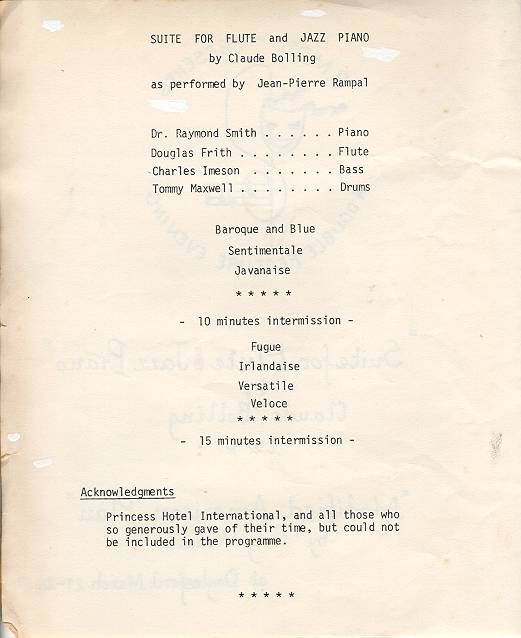 SUITE FOR FLUTE and JAZZ PIANO
by Claude Bolling
as performed by Jean-Pierre Rampal
Dr. Raymond Smith . . . . . . Piano
Douglas Frith . . . . . . . . Flute
Charles Imeson . . . . . . . Bass
Tommy Maxwell . . . . . . . . Drums
Baroque and Blue
Sentimentale
Javanaise
* * * * *
- 10 minutes intermission -
Fugue
Irlandaise
Versatile
Veloce
* * * * *
- 15 minutes intermission -
Acknowledgments
Princess Hotel International, and all those who
so generously gave of their time, but could not
be included in the programme.
* * * * *